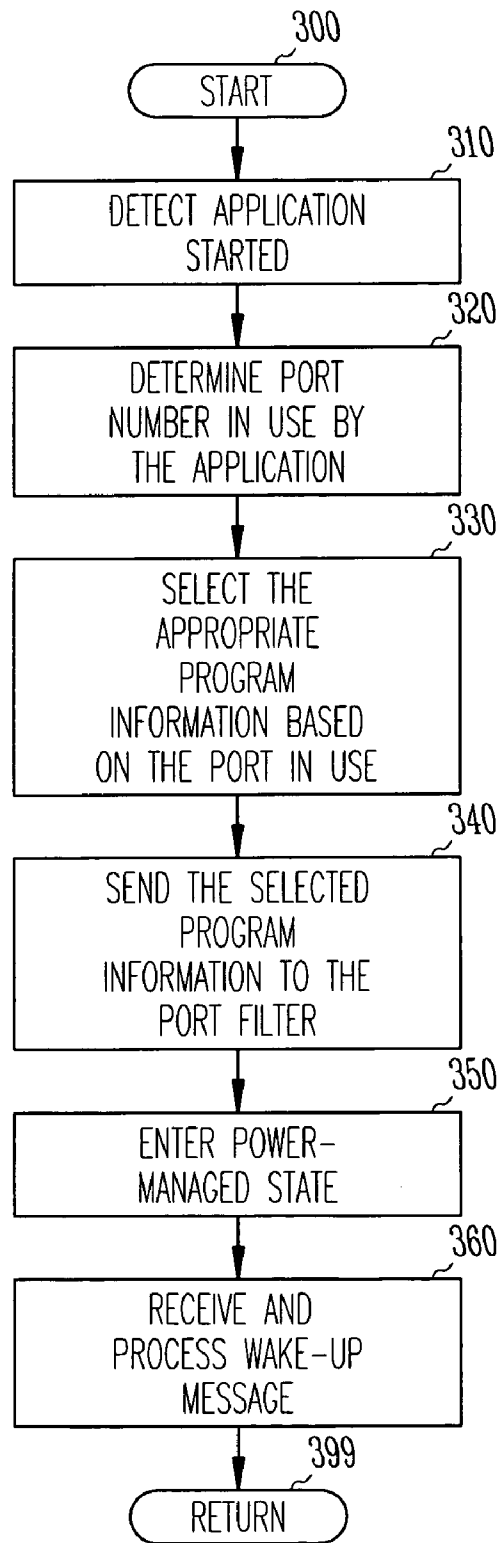 300
START
310
DETECT APPLICATION
STARTED
320
DETERMINE PORT
NUMBER IN USE BY
THE APPLICATION
330
SELECT THE
APPROPRIATE
PROGRAM
INFORMATION BASED
ON THE PORT IN USE
340
SEND THE SELECTED
PROGRAM
INFORMATION TO THE
PORT FILTER
350
ENTER POWER-
MANAGED STATE
360
RECEIVE AND
PROCESS WAKE-UP
MESSAGE
399
RETURN